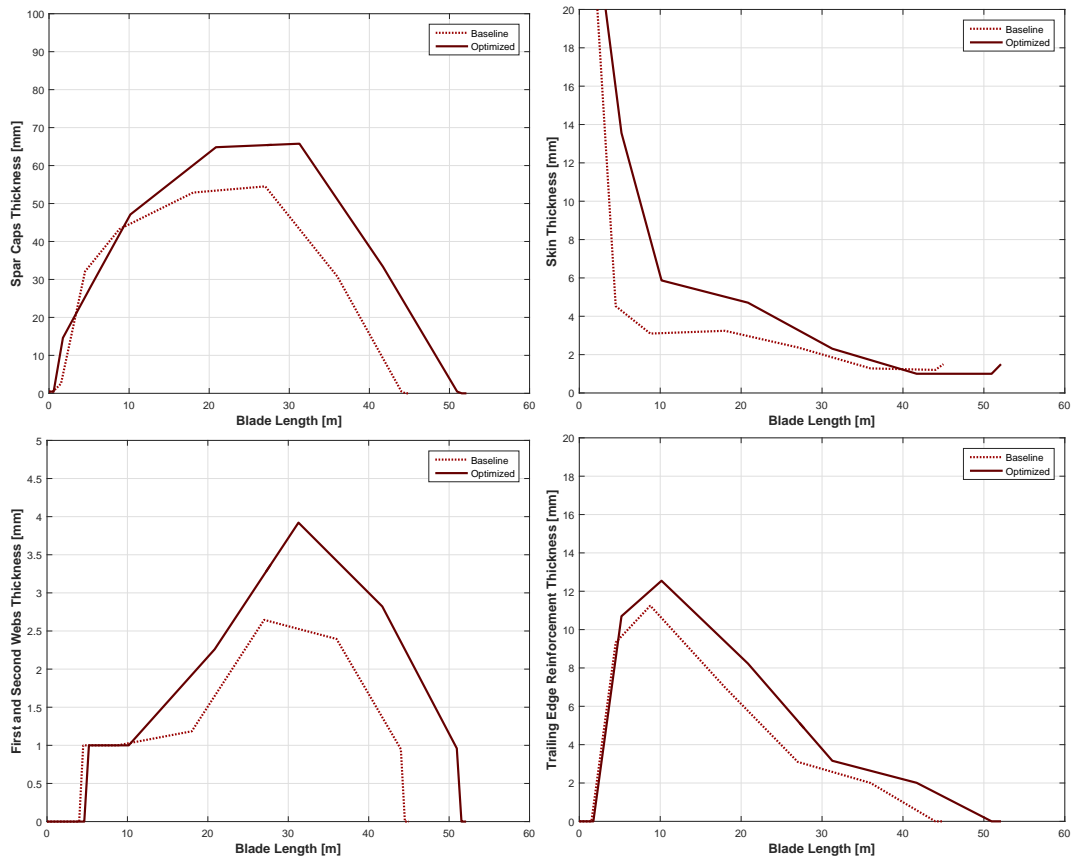 100
90
80
70
60
50
40
30
20
10
0
Spar Caps Thickness [mm]
Baseline
Optimized
0 10 20 30 40 50 60
Blade Length [m]
20
18
16
14
12
10
8
6
4
2
0
Skin Thickness [mm]
Baseline
Optimized
0 10 20 30 40 50 60
Blade Length [m]
5
4.5
4
3.5
3
2.5
2
1.5
1
0.5
0
First and Second Webs Thickness [mm]
Baseline
Optimized
0 10 20 30 40 50 60
Blade Length [m]
20
18
16
14
12
10
8
6
4
2
0
Trailing Edge Reinforcement Thickness [mm]
Baseline
Optimized
0 10 20 30 40 50 60
Blade Length [m]